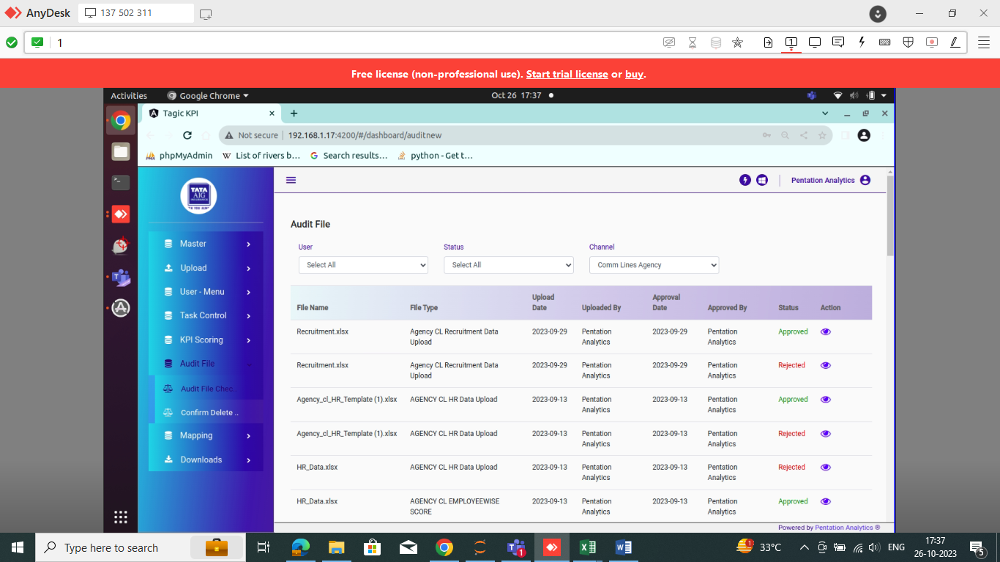 AnyDesk
137 502 311
1
1
Free license (non-professional use). Start trial license or buy.
Activities
Google Chrome
Oct 26 17:37
Tagic KPI
Not secure
192.168.1.17:4200/#/dashboard/auditnew
phpMyAdmin
List of rivers b...
Search results...
python - Get t...
TATA
AIG
INSURANCE
Master
Upload
User - Menu
Task Control
KPI Scoring
Audit File
Audit File Chec..
Confirm Delete ..
Mapping
Downloads
Pentation Analytics
Audit File
User Status Channel
Select All Select All Comm Lines Agency
File Name File Type Upload Date Uploaded By Approval Date Approved By Status Action
Recruitment.xlsx Agency CL Recruitment Data Upload 2023-09-29 Pentation Analytics 2023-09-29 Pentation Analytics Approved
Recruitment.xlsx Agency CL Recruitment Data Upload 2023-09-29 Pentation Analytics 2023-09-29 Pentation Analytics Rejected
Agency_cl_HR_Template (1).xlsx AGENCY CL HR Data Upload 2023-09-13 Pentation Analytics 2023-09-13 Pentation Analytics Approved
Agency_cl_HR_Template (1).xlsx AGENCY CL HR Data Upload 2023-09-13 Pentation Analytics 2023-09-13 Pentation Analytics Rejected
HR_Data.xlsx AGENCY CL HR Data Upload 2023-09-13 Pentation Analytics 2023-09-13 Pentation Analytics Rejected
HR_Data.xlsx AGENCY CL EMPLOYEEWISE SCORE 2023-09-13 Pentation Analytics 2023-09-13 Pentation Analytics Approved
Powered by Pentation Analytics ®
Type here to search
1
1
33°C
ENG
17:37
26-10-2023
5